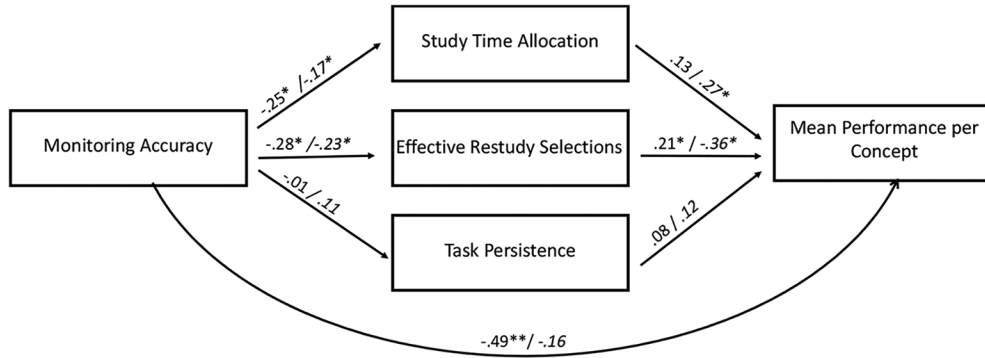 Study Time Allocation
-.25* /-.17*
.13 / .27*
Monitoring Accuracy
-.28* /-.23*
Effective Restudy Selections
.21* / -.36*
Mean Performance per
Concept
-.01 / .11
Task Persistence
.08 / .12
-.49**/ -.16